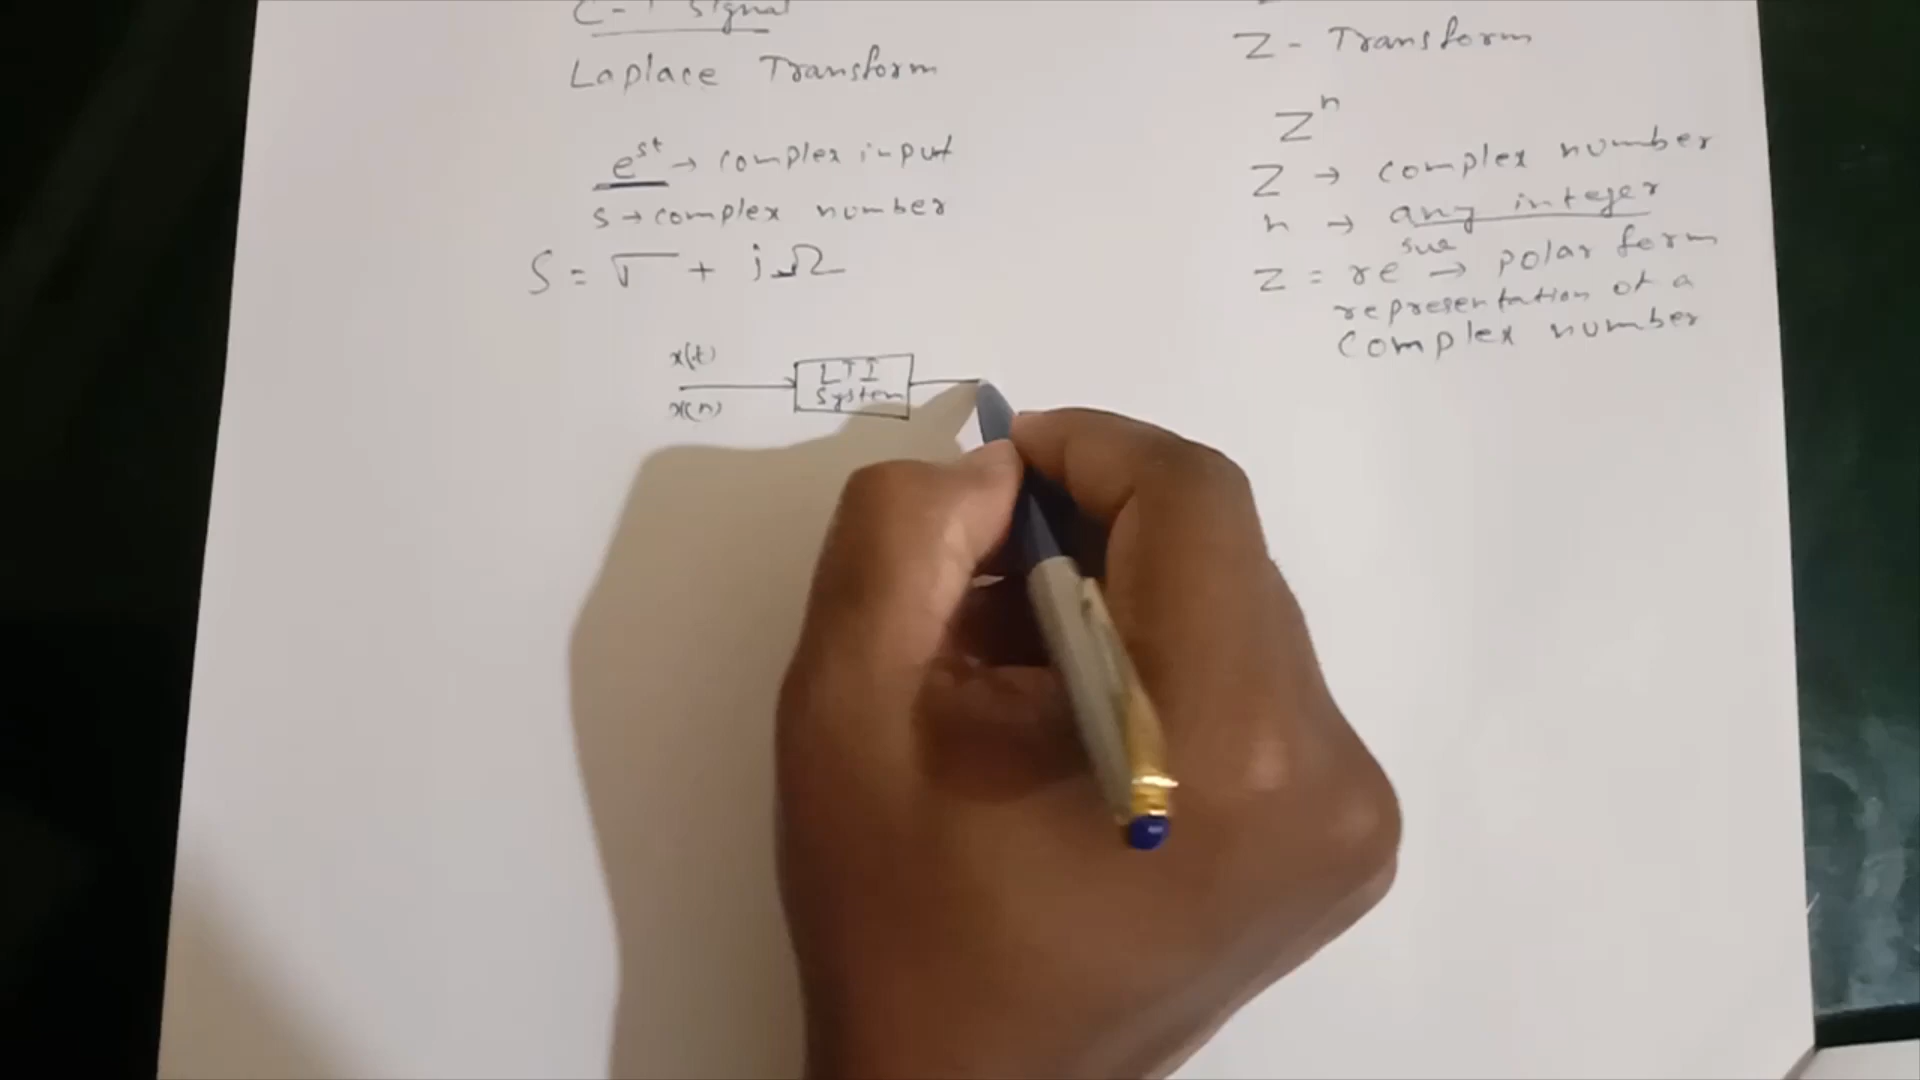 C-T Signal
Laplace Transform
e^st → complex input
s → complex number
S = σ + jΩ
x(t)
x(n)
LTI
System
Z - Transform
Z^n
Z → complex number
n → any integer
Z = re → polar form
representation of a
complex number